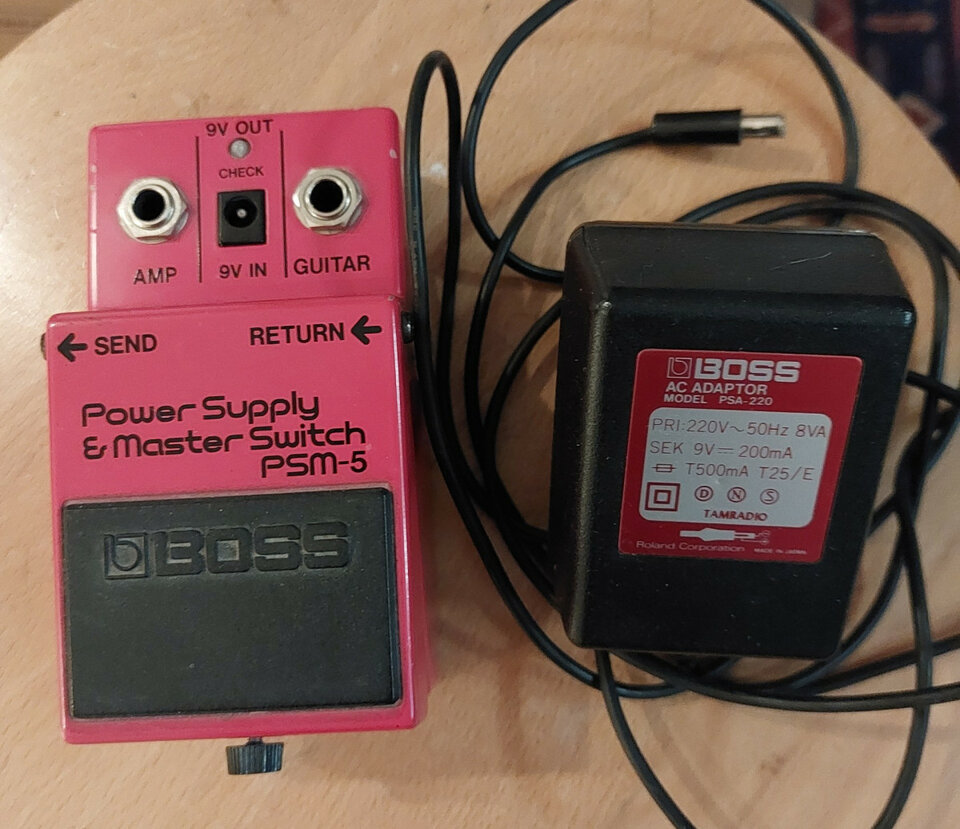 9V OUT
CHECK
AMP
9V IN
GUITAR
← SEND
RETURN ←
Power Supply
& Master Switch
PSM-5
BOSS
BOSS
AC ADAPTOR
MODEL PSA-220
PRI:220V~50Hz 8VA
SEK 9V⎓200mA
T500mA T25/E
D N S
TAMRADIO
Roland Corporation MADE IN JAPAN